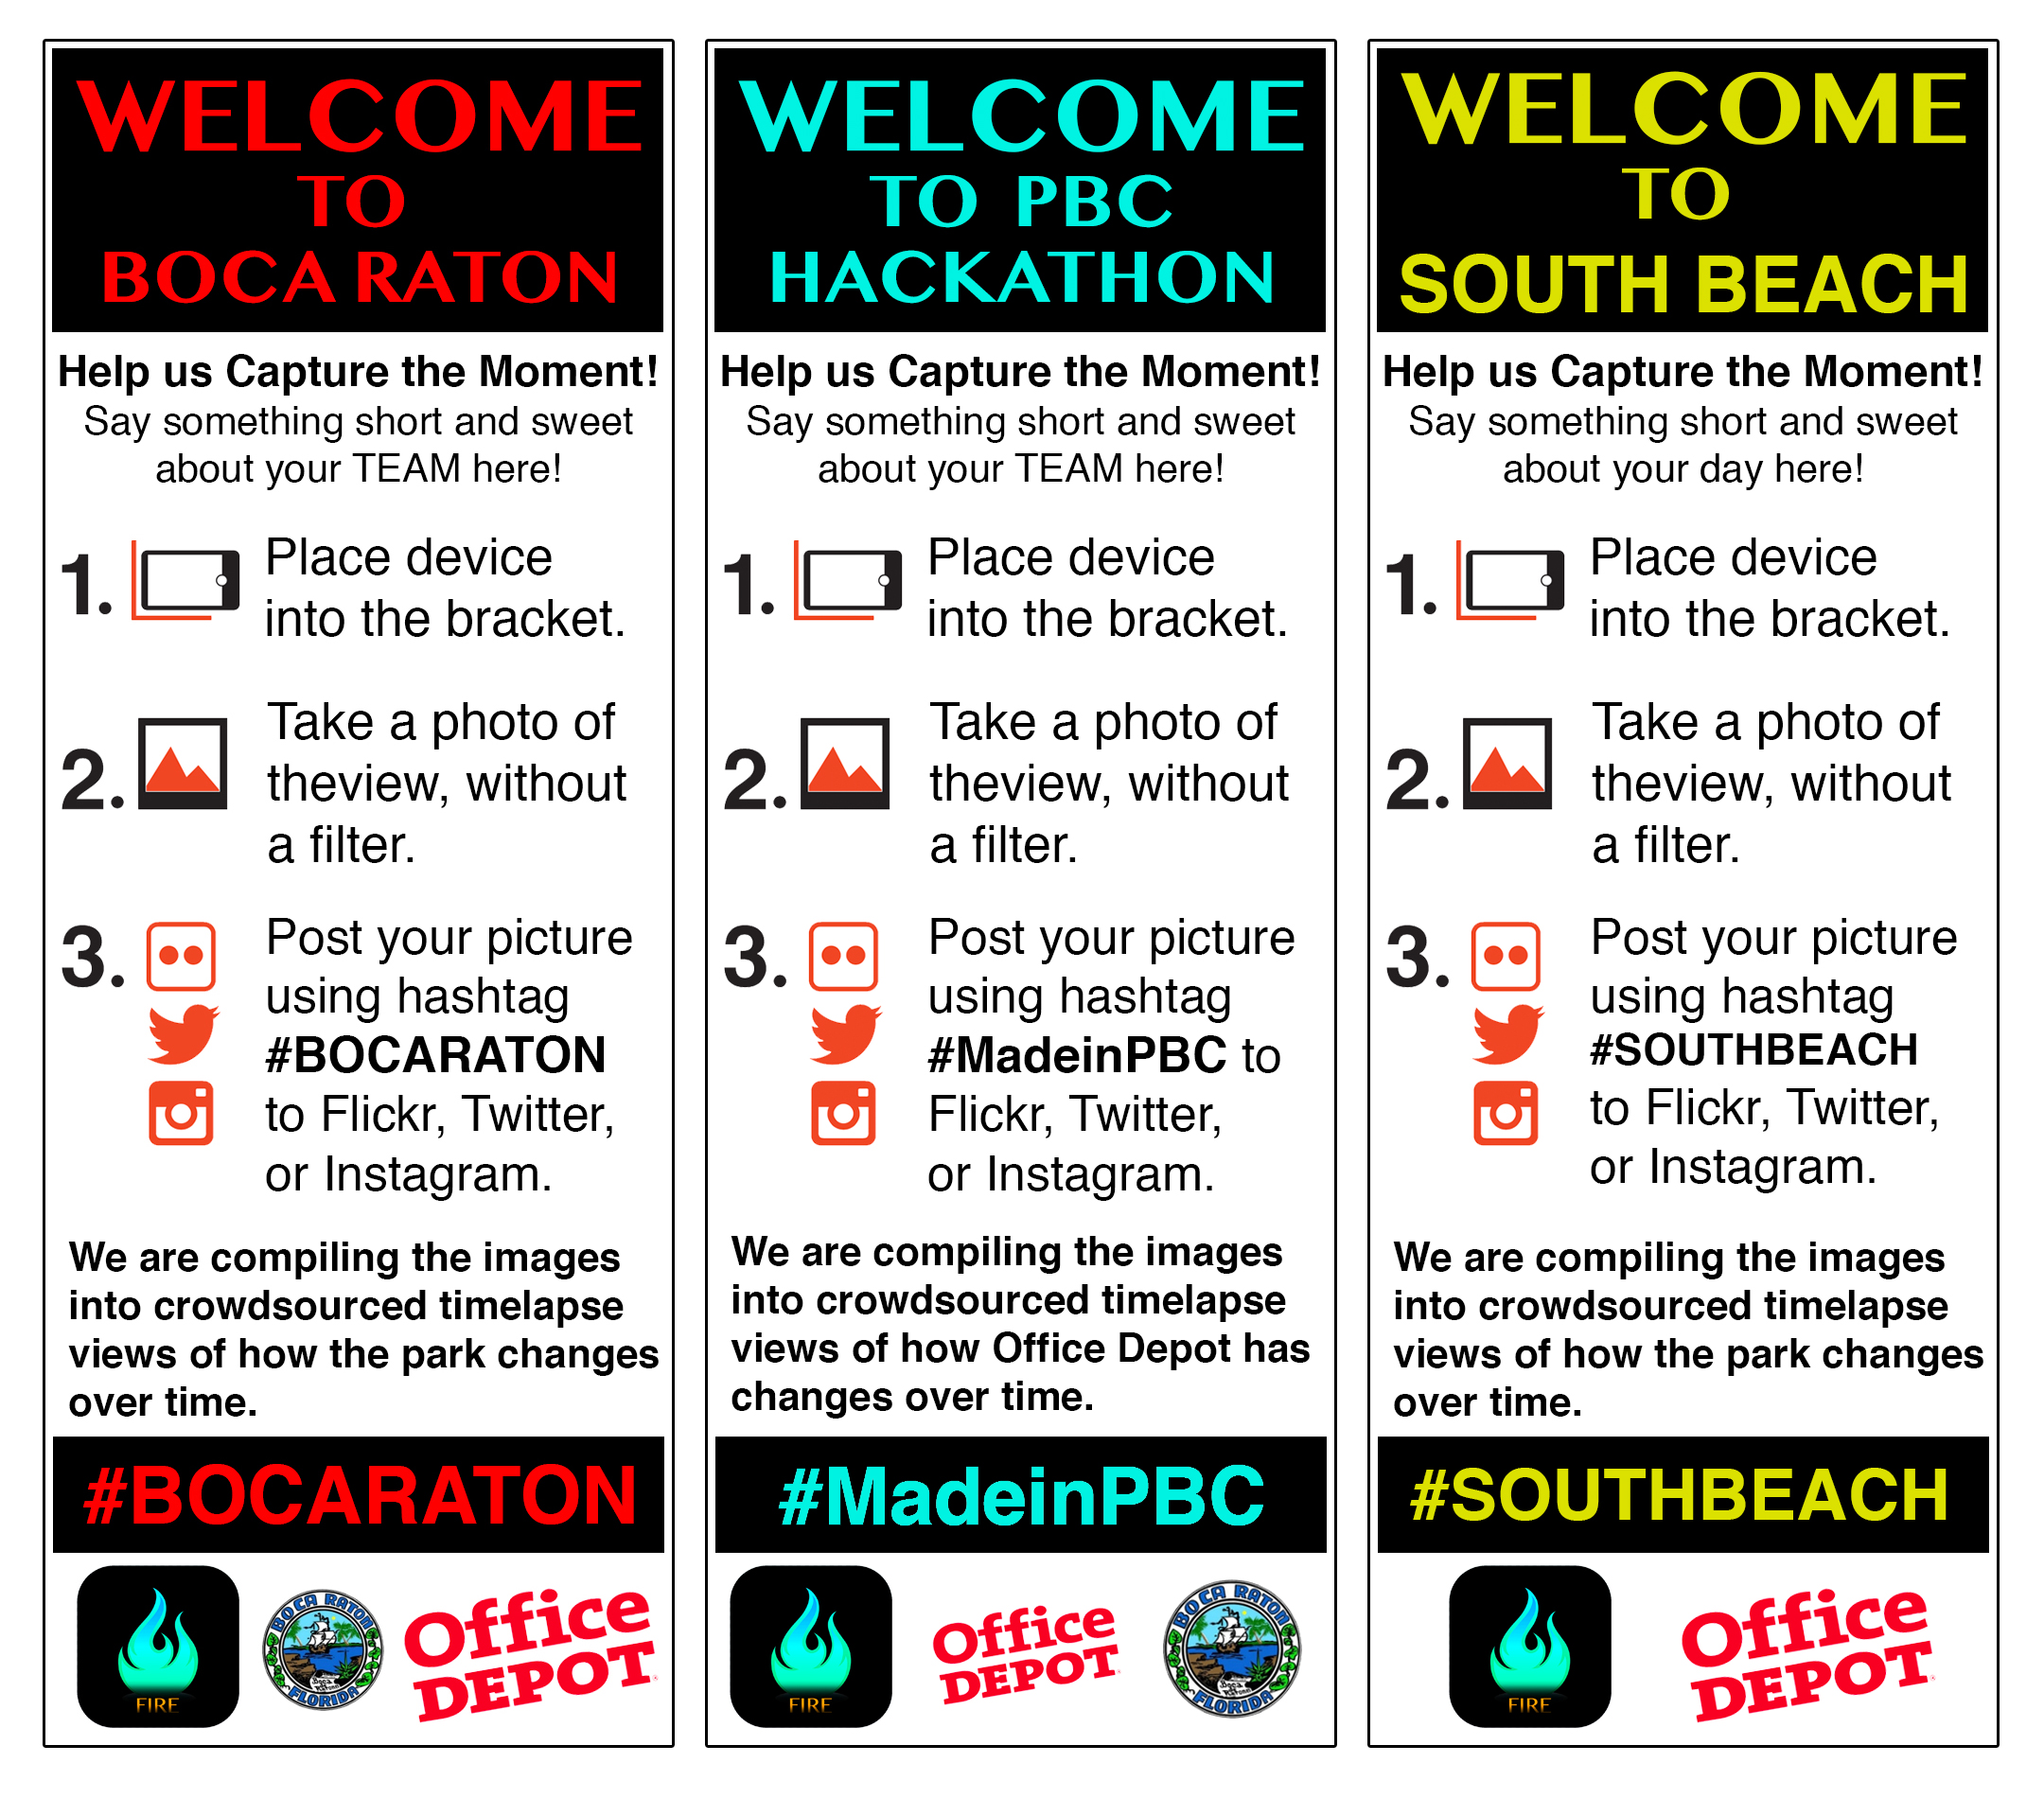 WELCOME
TO
BOCA RATON
Help us Capture the Moment!
Say something short and sweet
about your TEAM here!
1.
Place device
into the bracket.
2.
Take a photo of
theview, without
a filter.
3.
Post your picture
using hashtag
#BOCARATON
to Flickr, Twitter,
or Instagram.
We are compiling the images
into crowdsourced timelapse
views of how the park changes
over time.
#BOCARATON
FIRE
BOCA RATON
FLORIDA
Office
DEPOT
WELCOME
TO PBC
HACKATHON
Help us Capture the Moment!
Say something short and sweet
about your TEAM here!
1.
Place device
into the bracket.
2.
Take a photo of
theview, without
a filter.
3.
Post your picture
using hashtag
#MadeinPBC to
Flickr, Twitter,
or Instagram.
We are compiling the images
into crowdsourced timelapse
views of how Office Depot has
changes over time.
#MadeinPBC
FIRE
Office
DEPOT
BOCA RATON
FLORIDA
WELCOME
TO
SOUTH BEACH
Help us Capture the Moment!
Say something short and sweet
about your day here!
1.
Place device
into the bracket.
2.
Take a photo of
theview, without
a filter.
3.
Post your picture
using hashtag
#SOUTHBEACH
to Flickr, Twitter,
or Instagram.
We are compiling the images
into crowdsourced timelapse
views of how the park changes
over time.
#SOUTHBEACH
FIRE
Office
DEPOT